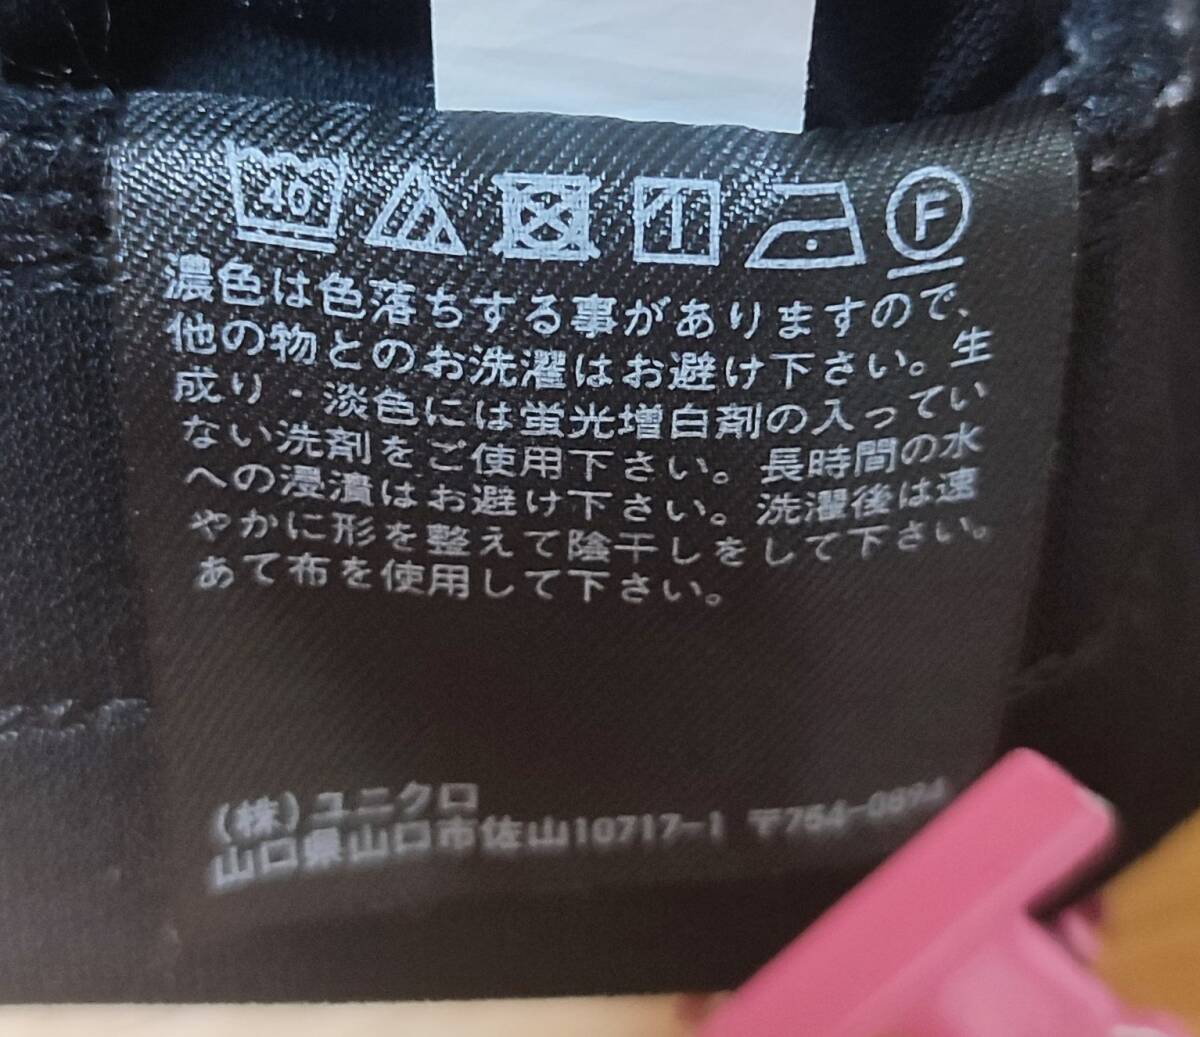 40 F
濃色は色落ちする事がありますので、
他の物とのお洗濯はお避け下さい。生
成り・淡色には蛍光増白剤の入ってい
ない洗剤をご使用下さい。長時間の水
への浸漬はお避け下さい。洗濯後は速
やかに形を整えて陰干しをして下さい。
あて布を使用して下さい。
(株)ユニクロ
山口県山口市佐山10717-1 〒754-0894